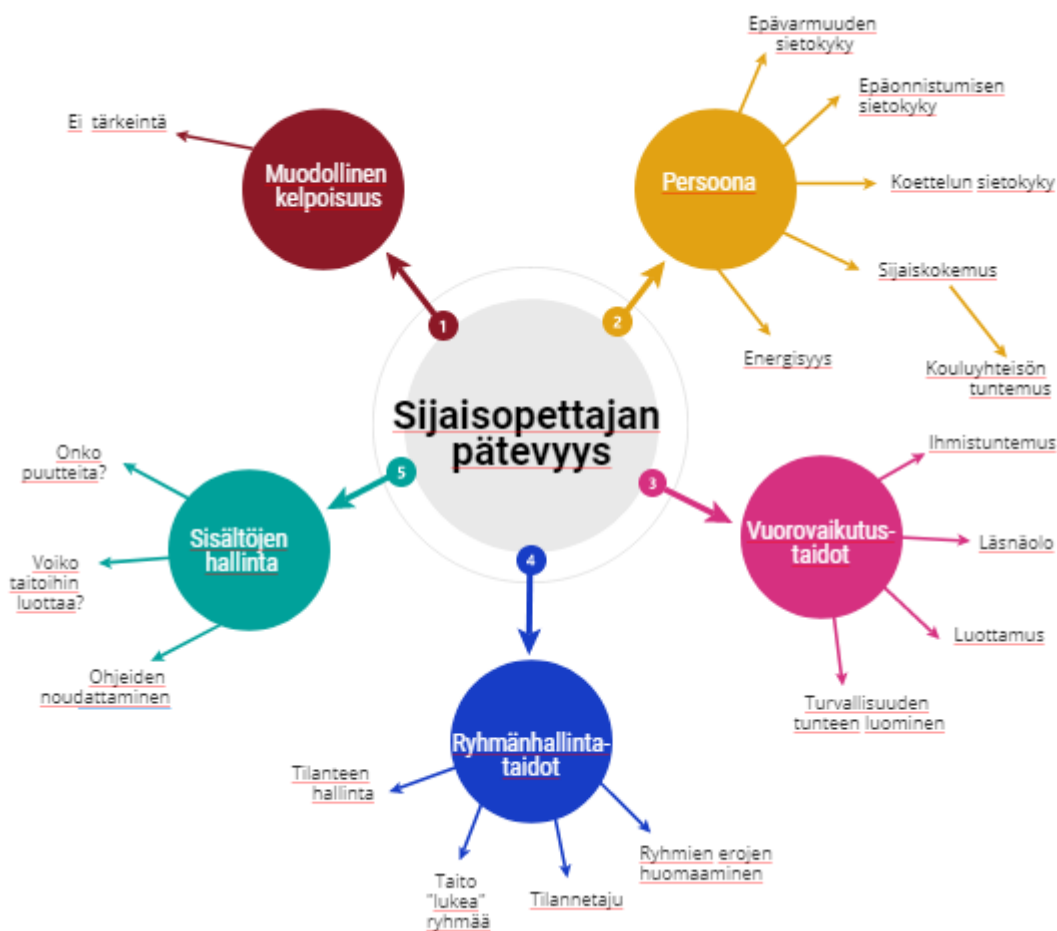 Sijaisopettajan
pätevyys
1
Muodollinen
kelpoisuus
Ei tärkeintä
2
Persoona
Epävarmuuden
sietokyky
Epäonnistumisen
sietokyky
Koettelun sietokyky
Sijaiskokemus
Kouluyhteisön
tuntemus
Energisyys
3
Vuorovaikutus-
taidot
Ihmistuntemus
Läsnäolo
Luottamus
Turvallisuuden
tunteen luominen
4
Ryhmänhallinta-
taidot
Ryhmien erojen
huomaaminen
Tilannetaju
Taito
"lukea"
ryhmää
Tilanteen
hallinta
5
Sisältöjen
hallinta
Onko
puutteita?
Voiko
taitoihin
luottaa?
Ohjeiden
noudattaminen